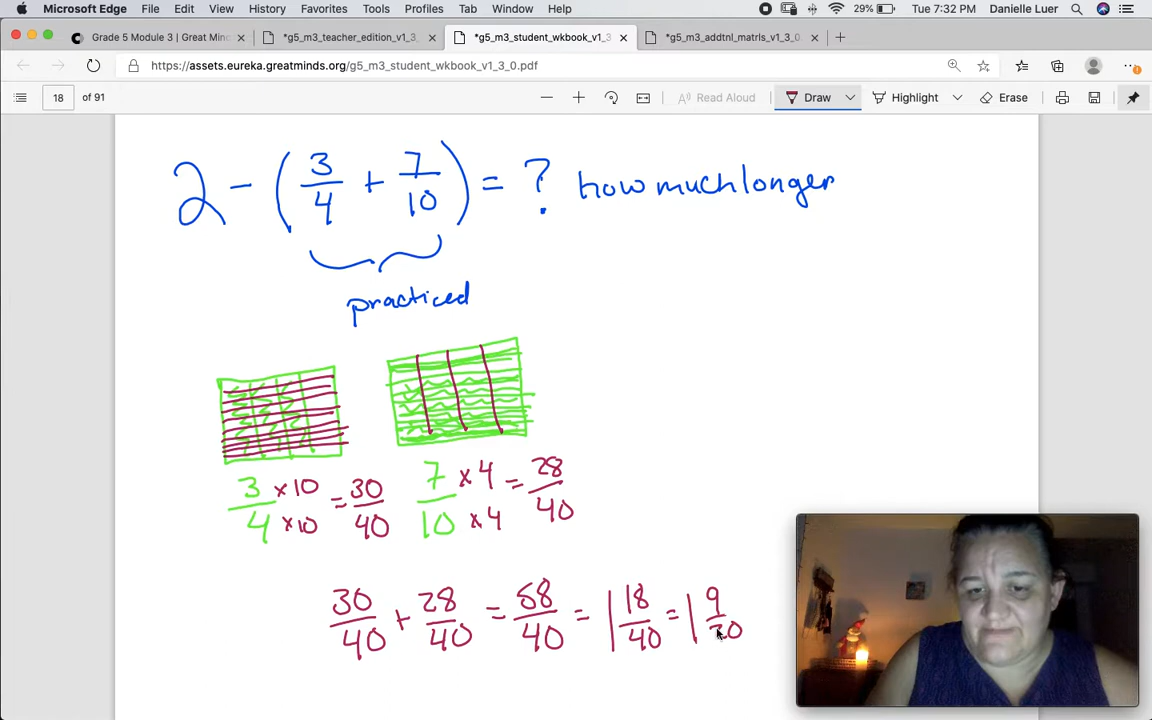 Microsoft Edge File Edit View History Favorites Tools Profiles Tab Window Help 29% Tue 7:32 PM Danielle Luer
Grade 5 Module 3 | Great Min *g5_m3_teacher_edition_v1_3_ *g5_m3_student_wkbook_v1_3 *g5_m3_addtnl_matrls_v1_3_0
https://assets.eureka.greatminds.org/g5_m3_student_wkbook_v1_3_0.pdf
18 of 91 Read Aloud Draw Highlight Erase
2 - (3/4 + 7/10) = ? how much longer
practiced
3/4 ×10/×10 = 30/40 7/10 ×4/×4 = 28/40
30/40 + 28/40 = 58/40 = 1 18/40 = 1 9/20